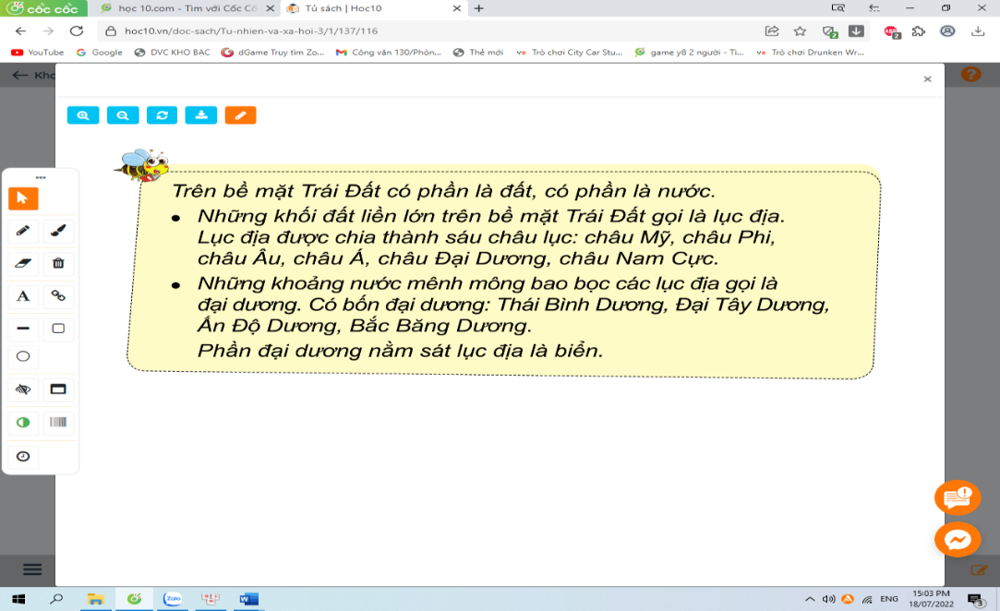 cốc cốc
học 10.com - Tìm với Cốc Cố
Tủ sách | Hoc10
hoc10.vn/doc-sach/Tu-nhien-va-xa-hoi-3/1/137/116
YouTube
Google
DVC KHO BẠC
dGame Truy tìm Zo...
Công văn 130/Phòn...
Thẻ mới
Trò chơi City Car Stu...
game y8 2 người - Tì...
Trò chơi Drunken Wr...
Kho
Trên bề mặt Trái Đất có phần là đất, có phần là nước.
• Những khối đất liền lớn trên bề mặt Trái Đất gọi là lục địa.
Lục địa được chia thành sáu châu lục: châu Mỹ, châu Phi,
châu Âu, châu Á, châu Đại Dương, châu Nam Cực.
• Những khoảng nước mênh mông bao bọc các lục địa gọi là
đại dương. Có bốn đại dương: Thái Bình Dương, Đại Tây Dương,
Ấn Độ Dương, Bắc Băng Dương.
Phần đại dương nằm sát lục địa là biển.
A
Zalo
ENG
15:03 PM
18/07/2022
3